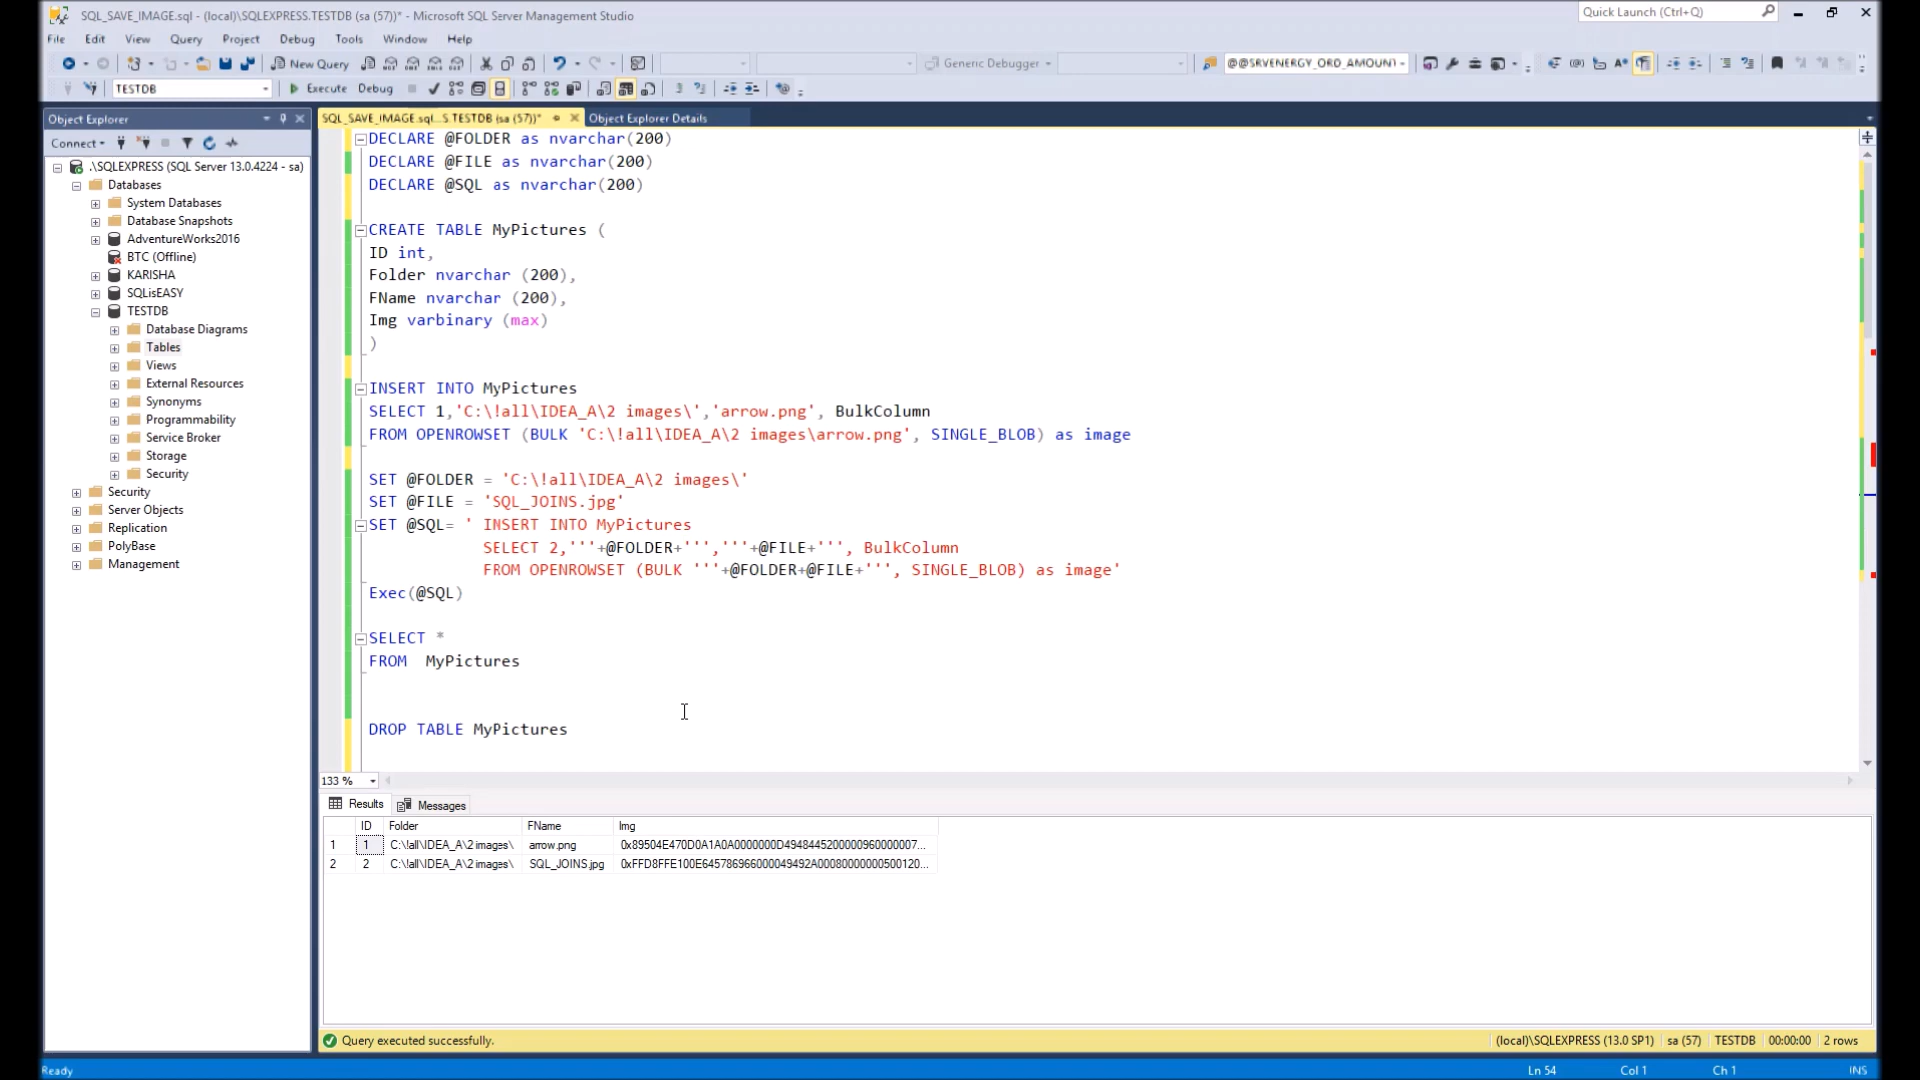 SQL_SAVE_IMAGE.sql - (local)\SQLEXPRESS.TESTDB (sa (57))* - Microsoft SQL Server Management Studio
Quick Launch (Ctrl+Q)
File Edit View Query Project Debug Tools Window Help
New Query
Generic Debugger
@@SRVENERGY_ORD_AMOUNT
TESTDB
Execute Debug
Object Explorer
SQL_SAVE_IMAGE.sql...S.TESTDB (sa (57))*
Object Explorer Details
Connect
.\SQLEXPRESS (SQL Server 13.0.4224 - sa)
Databases
System Databases
Database Snapshots
AdventureWorks2016
BTC (Offline)
KARISHA
SQLisEASY
TESTDB
Database Diagrams
Tables
Views
External Resources
Synonyms
Programmability
Service Broker
Storage
Security
Security
Server Objects
Replication
PolyBase
Management
DECLARE @FOLDER as nvarchar(200)
DECLARE @FILE as nvarchar(200)
DECLARE @SQL as nvarchar(200)
CREATE TABLE MyPictures (
ID int,
Folder nvarchar (200),
FName nvarchar (200),
Img varbinary (max)
)
INSERT INTO MyPictures
SELECT 1,'C:\!all\IDEA_A\2 images\','arrow.png', BulkColumn
FROM OPENROWSET (BULK 'C:\!all\IDEA_A\2 images\arrow.png', SINGLE_BLOB) as image
SET @FOLDER = 'C:\!all\IDEA_A\2 images\'
SET @FILE = 'SQL_JOINS.jpg'
SET @SQL= ' INSERT INTO MyPictures
SELECT 2,'''+@FOLDER+''','''+@FILE+''', BulkColumn
FROM OPENROWSET (BULK '''+@FOLDER+@FILE+''', SINGLE_BLOB) as image'
Exec(@SQL)
SELECT *
FROM  MyPictures
DROP TABLE MyPictures
133 %
Results Messages
ID Folder FName Img
1 1 C:\!all\IDEA_A\2 images\ arrow.png 0x89504E470D0A1A0A0000000D4948445200000960000007...
2 2 C:\!all\IDEA_A\2 images\ SQL_JOINS.jpg 0xFFD8FFE100E645786966000049492A00080000000500120...
Query executed successfully.
(local)\SQLEXPRESS (13.0 SP1) sa (57) TESTDB 00:00:00 2 rows
Ready
Ln 54 Col 1 Ch 1 INS